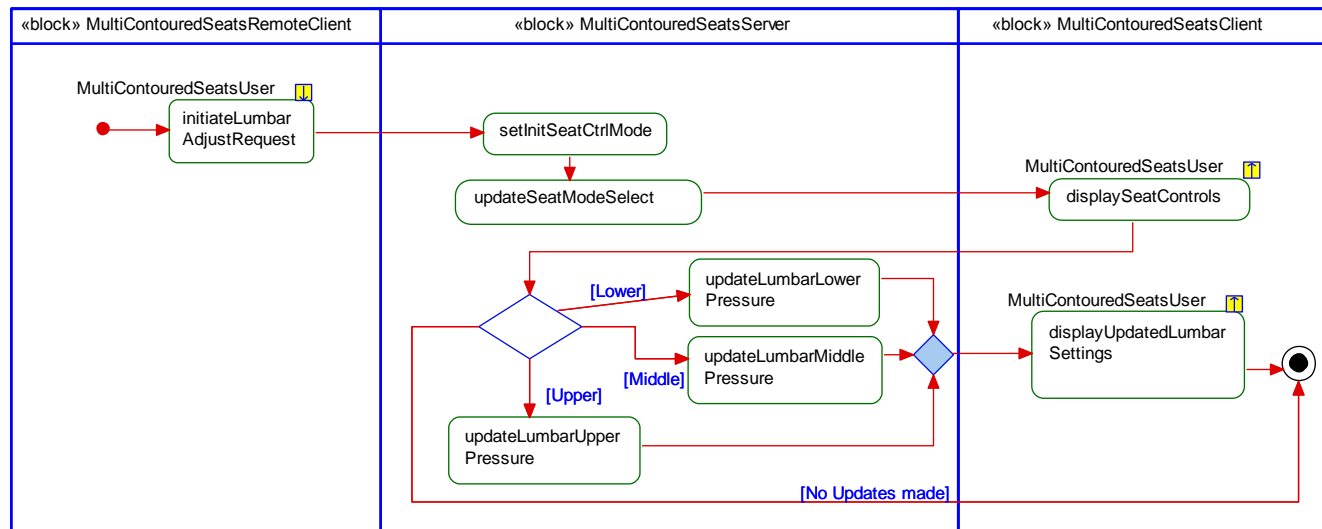 «block» MultiContouredSeatsRemoteClient
«block» MultiContouredSeatsServer
«block» MultiContouredSeatsClient
MultiContouredSeatsUser
initiateLumbar
AdjustRequest
setInitSeatCtrlMode
updateSeatModeSelect
MultiContouredSeatsUser
displaySeatControls
[Lower]
updateLumbarLower
Pressure
[Middle]
updateLumbarMiddle
Pressure
[Upper]
updateLumbarUpper
Pressure
MultiContouredSeatsUser
displayUpdatedLumbar
Settings
[No Updates made]